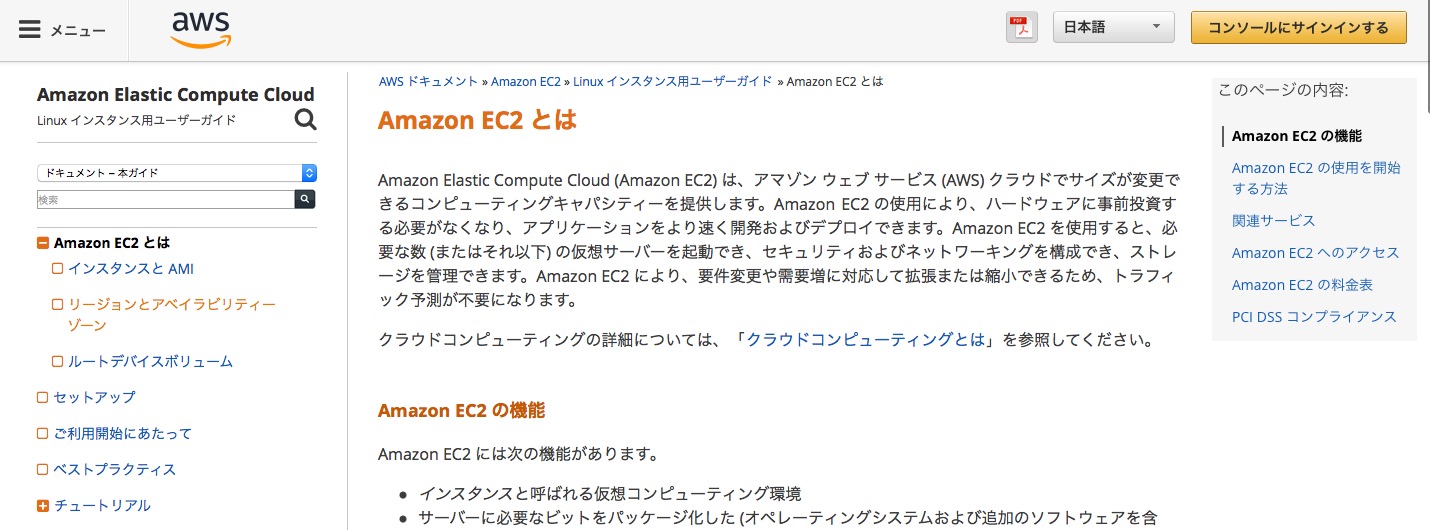 メニュー
aws
PDF
日本語
コンソールにサインインする
Amazon Elastic Compute Cloud
Linux インスタンス用ユーザーガイド
ドキュメント – 本ガイド
検索
Amazon EC2 とは
インスタンスと AMI
リージョンとアベイラビリティー
ゾーン
ルートデバイスボリューム
セットアップ
ご利用開始にあたって
ベストプラクティス
チュートリアル
AWS ドキュメント » Amazon EC2 » Linux インスタンス用ユーザーガイド » Amazon EC2 とは
Amazon EC2 とは
Amazon Elastic Compute Cloud (Amazon EC2) は、アマゾン ウェブ サービス (AWS) クラウドでサイズが変更で
きるコンピューティングキャパシティーを提供します。Amazon EC2 の使用により、ハードウェアに事前投資す
る必要がなくなり、アプリケーションをより速く開発およびデプロイできます。Amazon EC2 を使用すると、必
要な数 (またはそれ以下) の仮想サーバーを起動でき、セキュリティおよびネットワーキングを構成でき、ストレ
ージを管理できます。Amazon EC2 により、要件変更や需要増に対応して拡張または縮小できるため、トラフィ
ック予測が不要になります。
クラウドコンピューティングの詳細については、「クラウドコンピューティングとは」を参照してください。
Amazon EC2 の機能
Amazon EC2 には次の機能があります。
• インスタンスと呼ばれる仮想コンピューティング環境
• サーバーに必要なビットをパッケージ化した (オペレーティングシステムおよび追加のソフトウェアを含
このページの内容:
Amazon EC2 の機能
Amazon EC2 の使用を開始
する方法
関連サービス
Amazon EC2 へのアクセス
Amazon EC2 の料金表
PCI DSS コンプライアンス